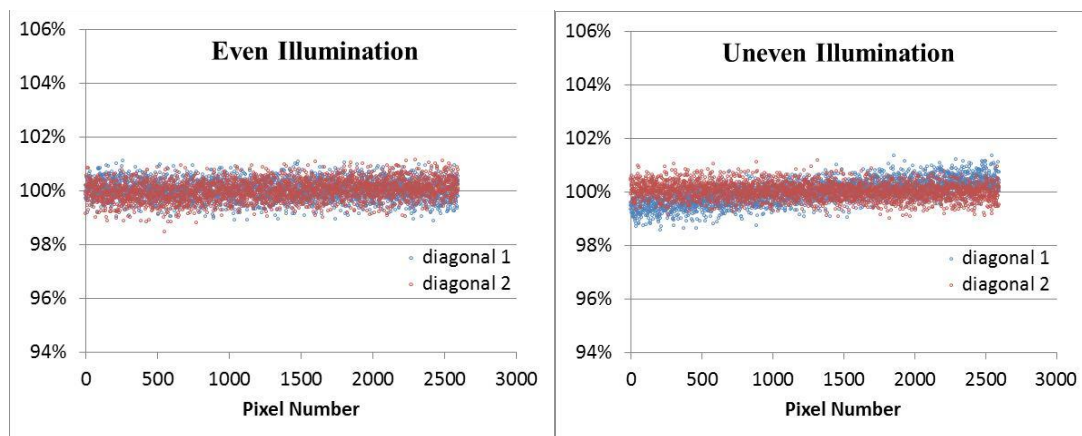 Even Illumination
106%
104%
102%
100%
98%
96%
94%
diagonal 1
diagonal 2
0 500 1000 1500 2000 2500 3000
Pixel Number
Uneven Illumination
106%
104%
102%
100%
98%
96%
94%
diagonal 1
diagonal 2
0 500 1000 1500 2000 2500 3000
Pixel Number